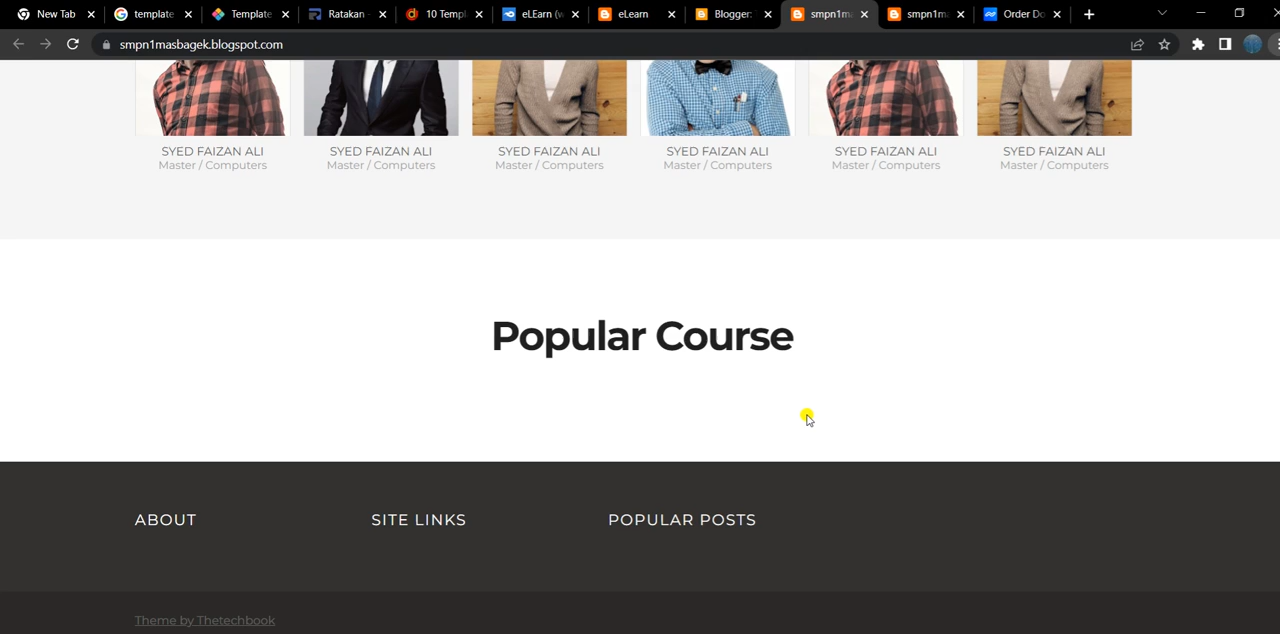 New Tab
template
Template
Ratakan -
10 Templ
eLEarn (w
eLearn
Blogger:
smpn1ma
smpn1ma
Order Do
smpn1masbagek.blogspot.com
SYED FAIZAN ALI
Master / Computers
SYED FAIZAN ALI
Master / Computers
SYED FAIZAN ALI
Master / Computers
SYED FAIZAN ALI
Master / Computers
SYED FAIZAN ALI
Master / Computers
SYED FAIZAN ALI
Master / Computers
Popular Course
ABOUT
SITE LINKS
POPULAR POSTS
Theme by Thetechbook